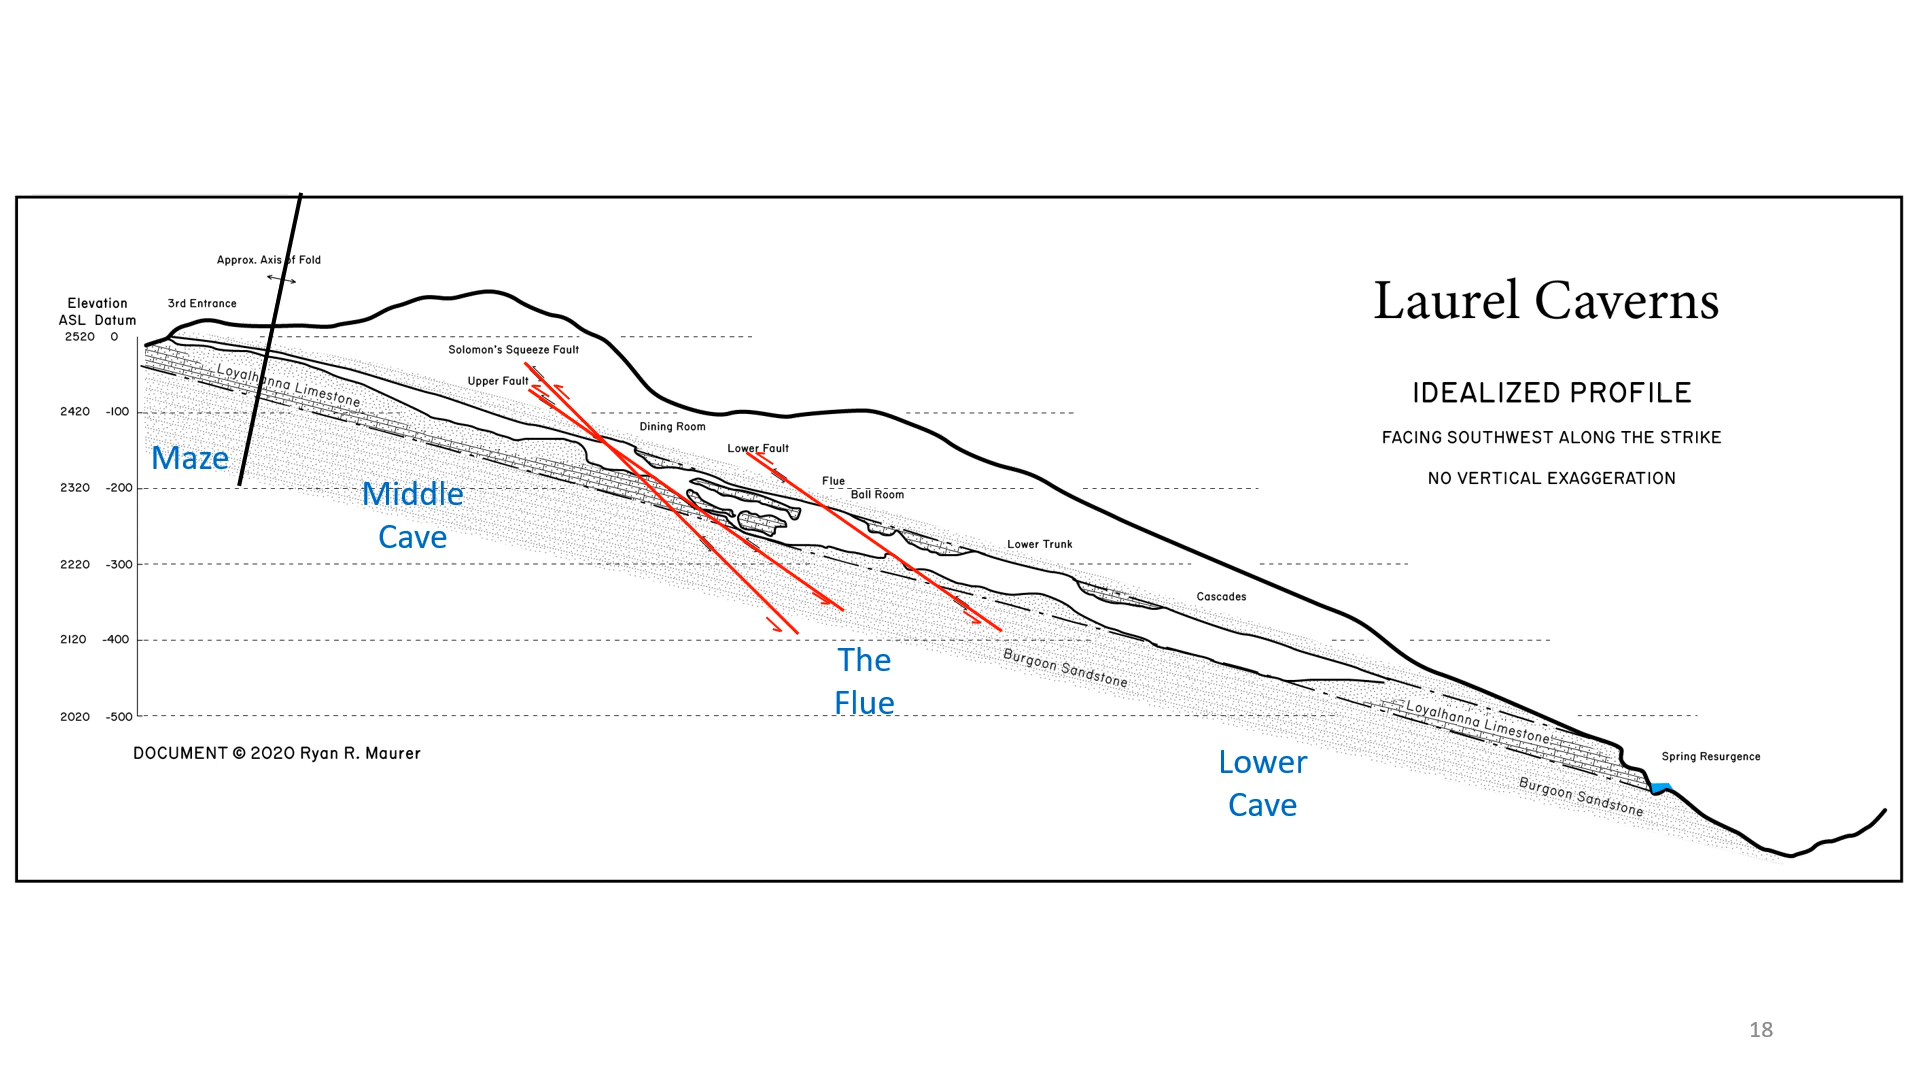 Laurel Caverns
IDEALIZED PROFILE
FACING SOUTHWEST ALONG THE STRIKE
NO VERTICAL EXAGGERATION
Approx. Axis of Fold
3rd Entrance
Elevation
ASL Datum
2520 0
2420 -100
2320 -200
2220 -300
2120 -400
2020 -500
Solomon's Squeeze Fault
Upper Fault
Loyalhanna Limestone
Dining Room
Lower Fault
Flue
Ball Room
Lower Trunk
Cascades
Maze
Middle
Cave
The
Flue
Burgoon Sandstone
Loyalhanna Limestone
Spring Resurgence
Burgoon Sandstone
Lower
Cave
DOCUMENT © 2020 Ryan R. Maurer
18